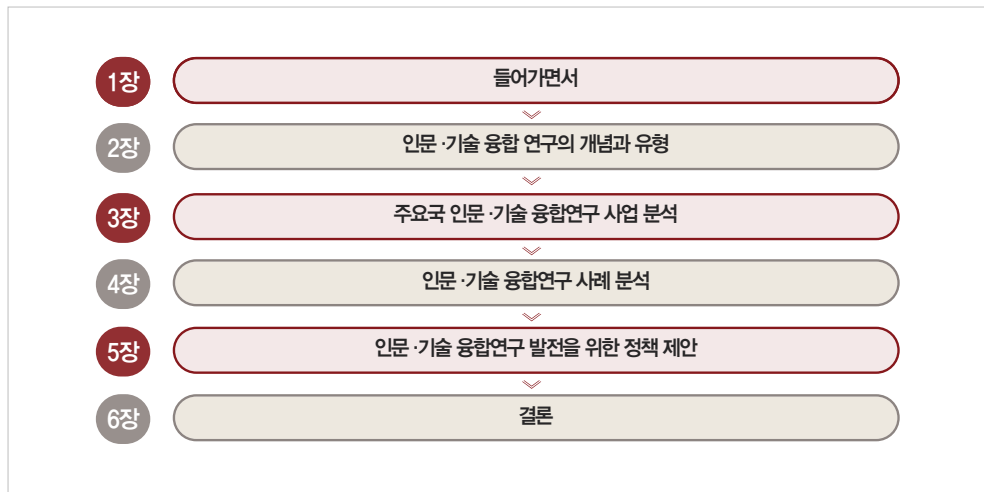 1장 들어가면서
2장 인문 ·기술 융합 연구의 개념과 유형
3장 주요국 인문 ·기술 융합연구 사업 분석
4장 인문 ·기술 융합연구 사례 분석
5장 인문 ·기술 융합연구 발전을 위한 정책 제안
6장 결론